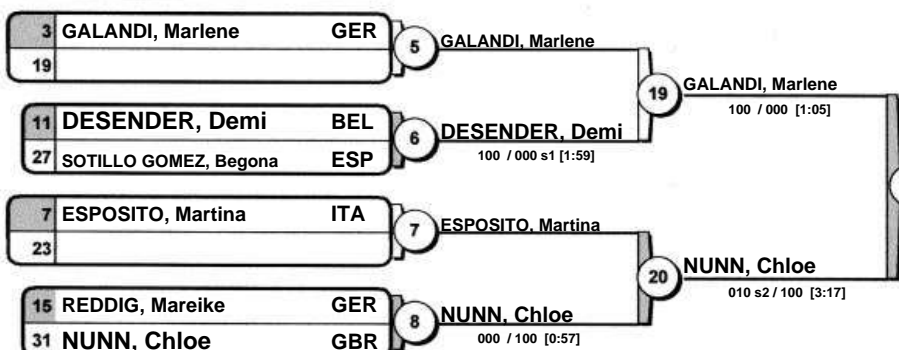 3 GALANDI, Marlene GER
19
5
GALANDI, Marlene
11 DESENDER, Demi BEL
27 SOTILLO GOMEZ, Begona ESP
6
DESENDER, Demi
100 / 000 s1 [1:59]
19
GALANDI, Marlene
100 / 000 [1:05]
7 ESPOSITO, Martina ITA
23
7
ESPOSITO, Martina
15 REDDIG, Mareike GER
31 NUNN, Chloe GBR
8
NUNN, Chloe
000 / 100 [0:57]
20
NUNN, Chloe
010 s2 / 100 [3:17]